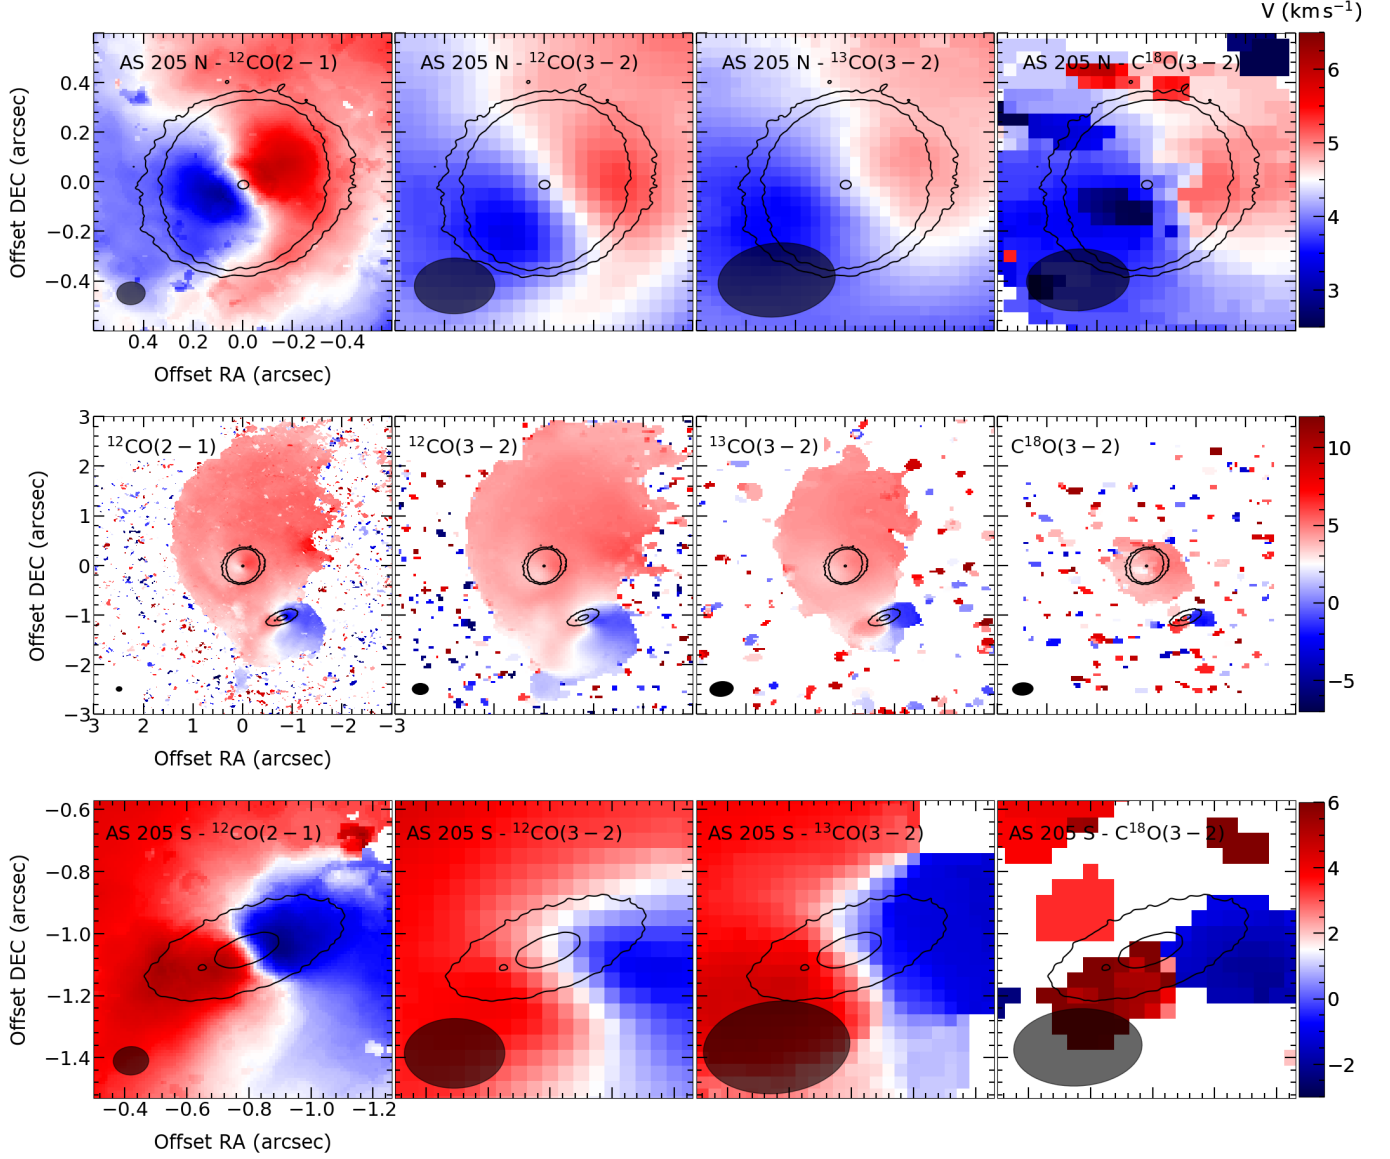 V (km s⁻¹)
AS 205 N - ¹²CO(2 − 1)
AS 205 N - ¹²CO(3 − 2)
AS 205 N - ¹³CO(3 − 2)
AS 205 N - C¹⁸O(3 − 2)
Offset DEC (arcsec)
0.4
0.2
0.0
−0.2
−0.4
0.4 0.2 0.0 −0.2 −0.4
Offset RA (arcsec)
6
5
4
3
¹²CO(2 − 1)
¹²CO(3 − 2)
¹³CO(3 − 2)
C¹⁸O(3 − 2)
Offset DEC (arcsec)
3
2
1
0
−1
−2
−3
3 2 1 0 −1 −2 −3
Offset RA (arcsec)
10
5
0
−5
AS 205 S - ¹²CO(2 − 1)
AS 205 S - ¹²CO(3 − 2)
AS 205 S - ¹³CO(3 − 2)
AS 205 S - C¹⁸O(3 − 2)
Offset DEC (arcsec)
−0.6
−0.8
−1.0
−1.2
−1.4
−0.4 −0.6 −0.8 −1.0 −1.2
Offset RA (arcsec)
6
4
2
0
−2